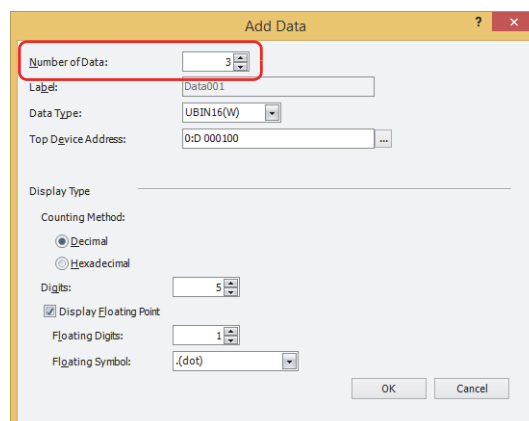 Add Data
?
Number of Data: 3
Label: Data001
Data Type: UBIN16(W)
Top Device Address: 0:D 000100 ...
Display Type
Counting Method:
Decimal
Hexadecimal
Digits: 5
Display Floating Point
Floating Digits: 1
Floating Symbol: .(dot)
OK Cancel